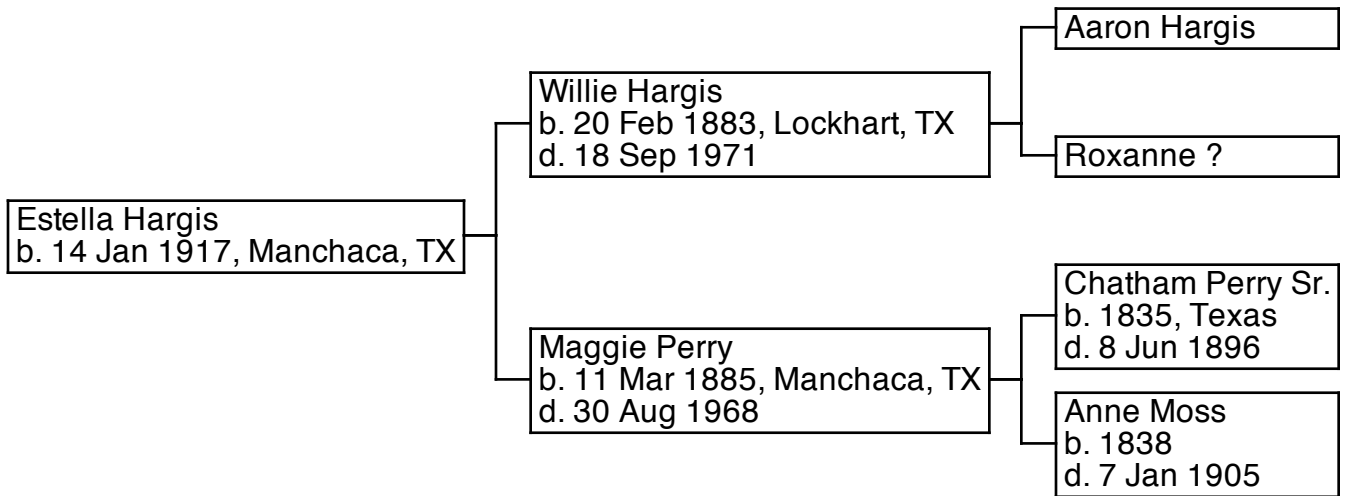 Aaron Hargis
Willie Hargis
b. 20 Feb 1883, Lockhart, TX
d. 18 Sep 1971
Roxanne ?
Estella Hargis
b. 14 Jan 1917, Manchaca, TX
Chatham Perry Sr.
b. 1835, Texas
d. 8 Jun 1896
Maggie Perry
b. 11 Mar 1885, Manchaca, TX
d. 30 Aug 1968
Anne Moss
b. 1838
d. 7 Jan 1905